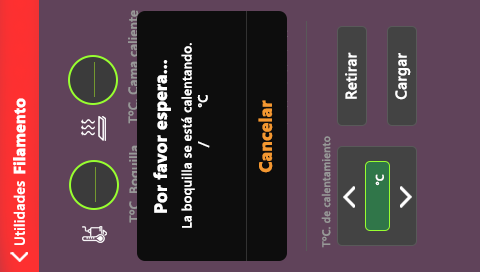 Utilidades Filamento
T°C. Boquilla
T°C. Cama caliente
Por favor espera...
La boquilla se está calentando.
/ °C
Cancelar
T°C. de calentamiento
°C
Retirar
Cargar